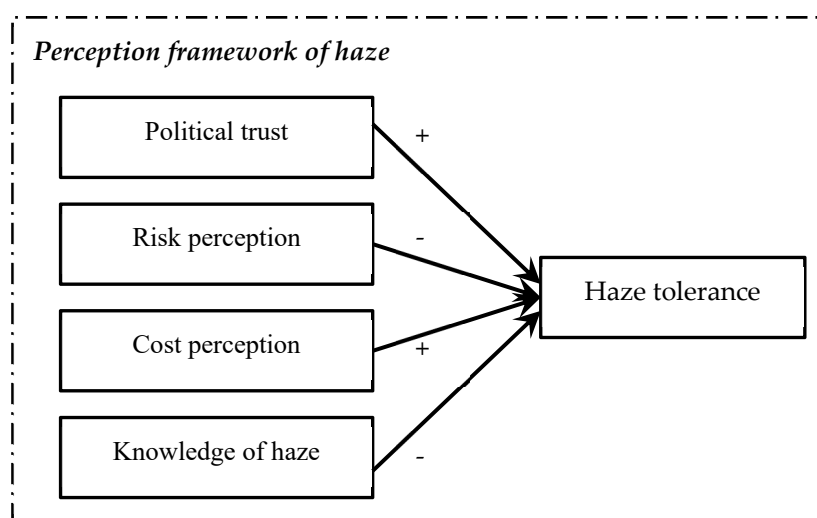 Perception framework of haze
Political trust
+
Risk perception
-
Haze tolerance
Cost perception
+
Knowledge of haze
-